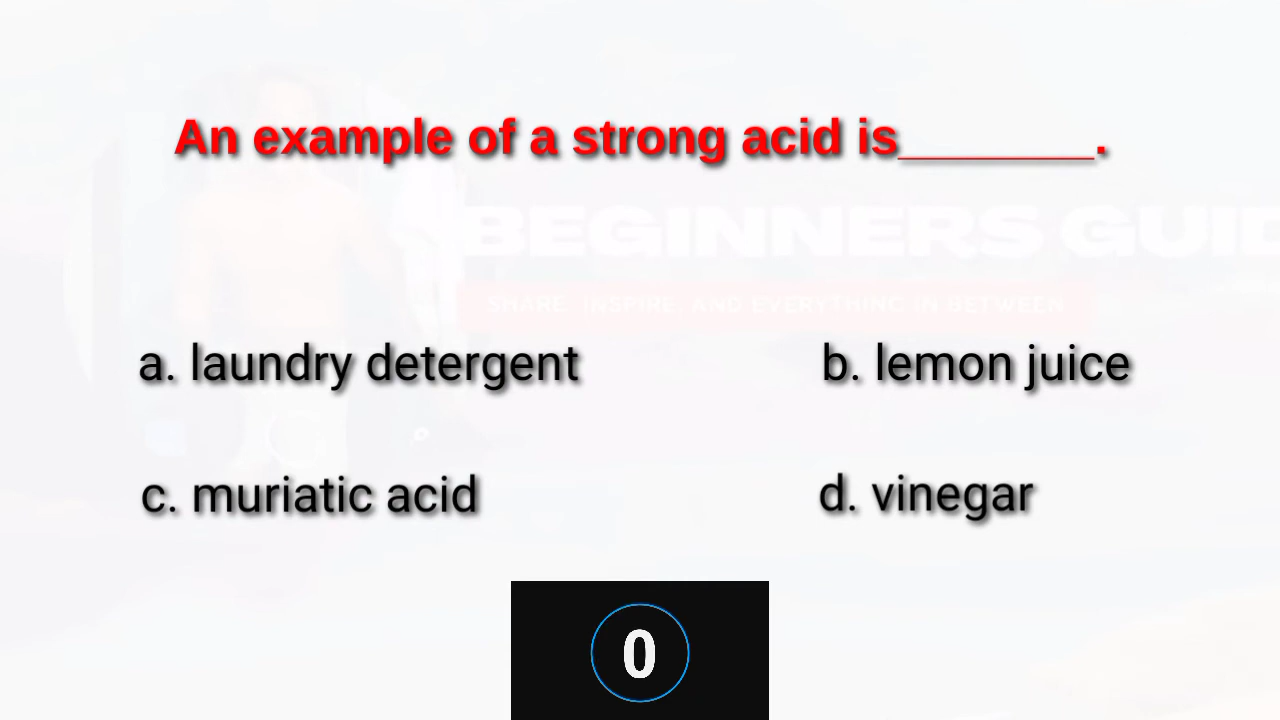 An example of a strong acid is________.
BEGINNERS GUID
SHARE, INSPIRE, AND EVERYTHING IN BETWEEN
a. laundry detergent
b. lemon juice
c. muriatic acid
d. vinegar
0